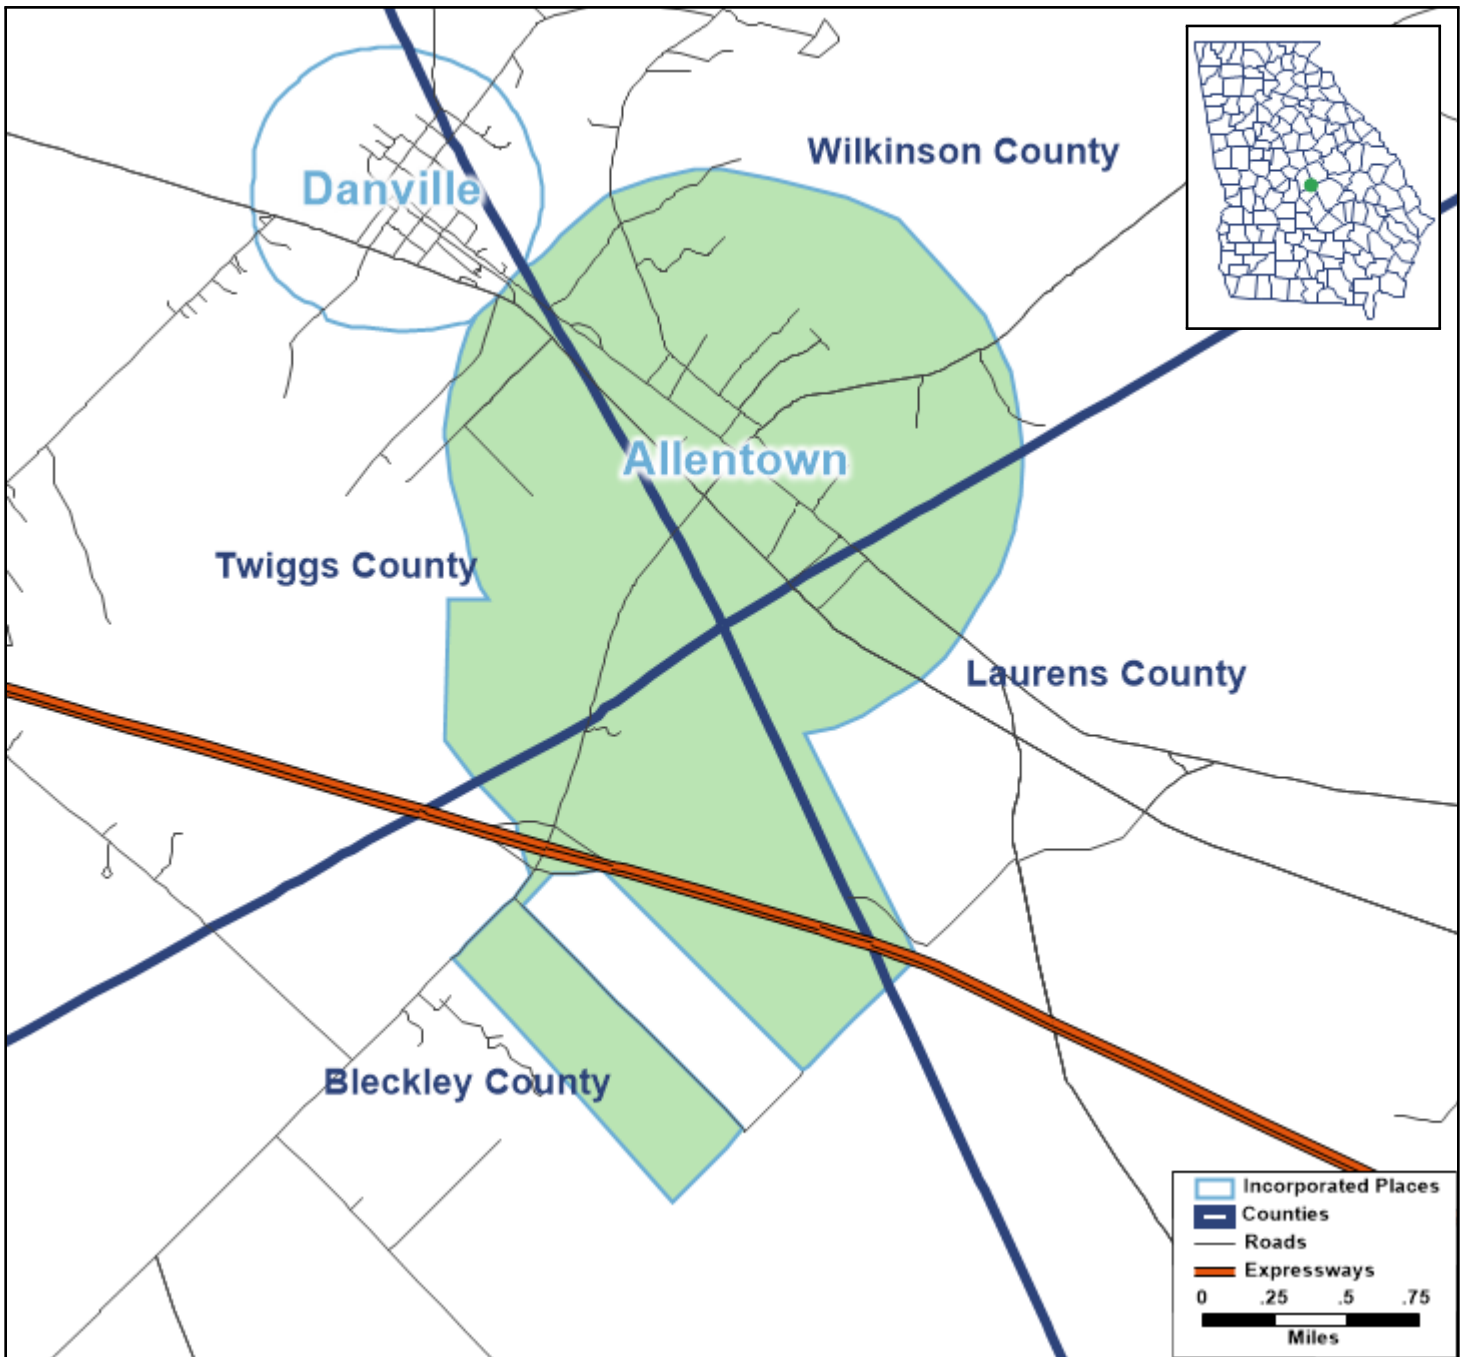 Wilkinson County
Danville
Allentown
Twiggs County
Laurens County
Bleckley County
Incorporated Places
Counties
Roads
Expressways
0 .25 .5 .75
Miles